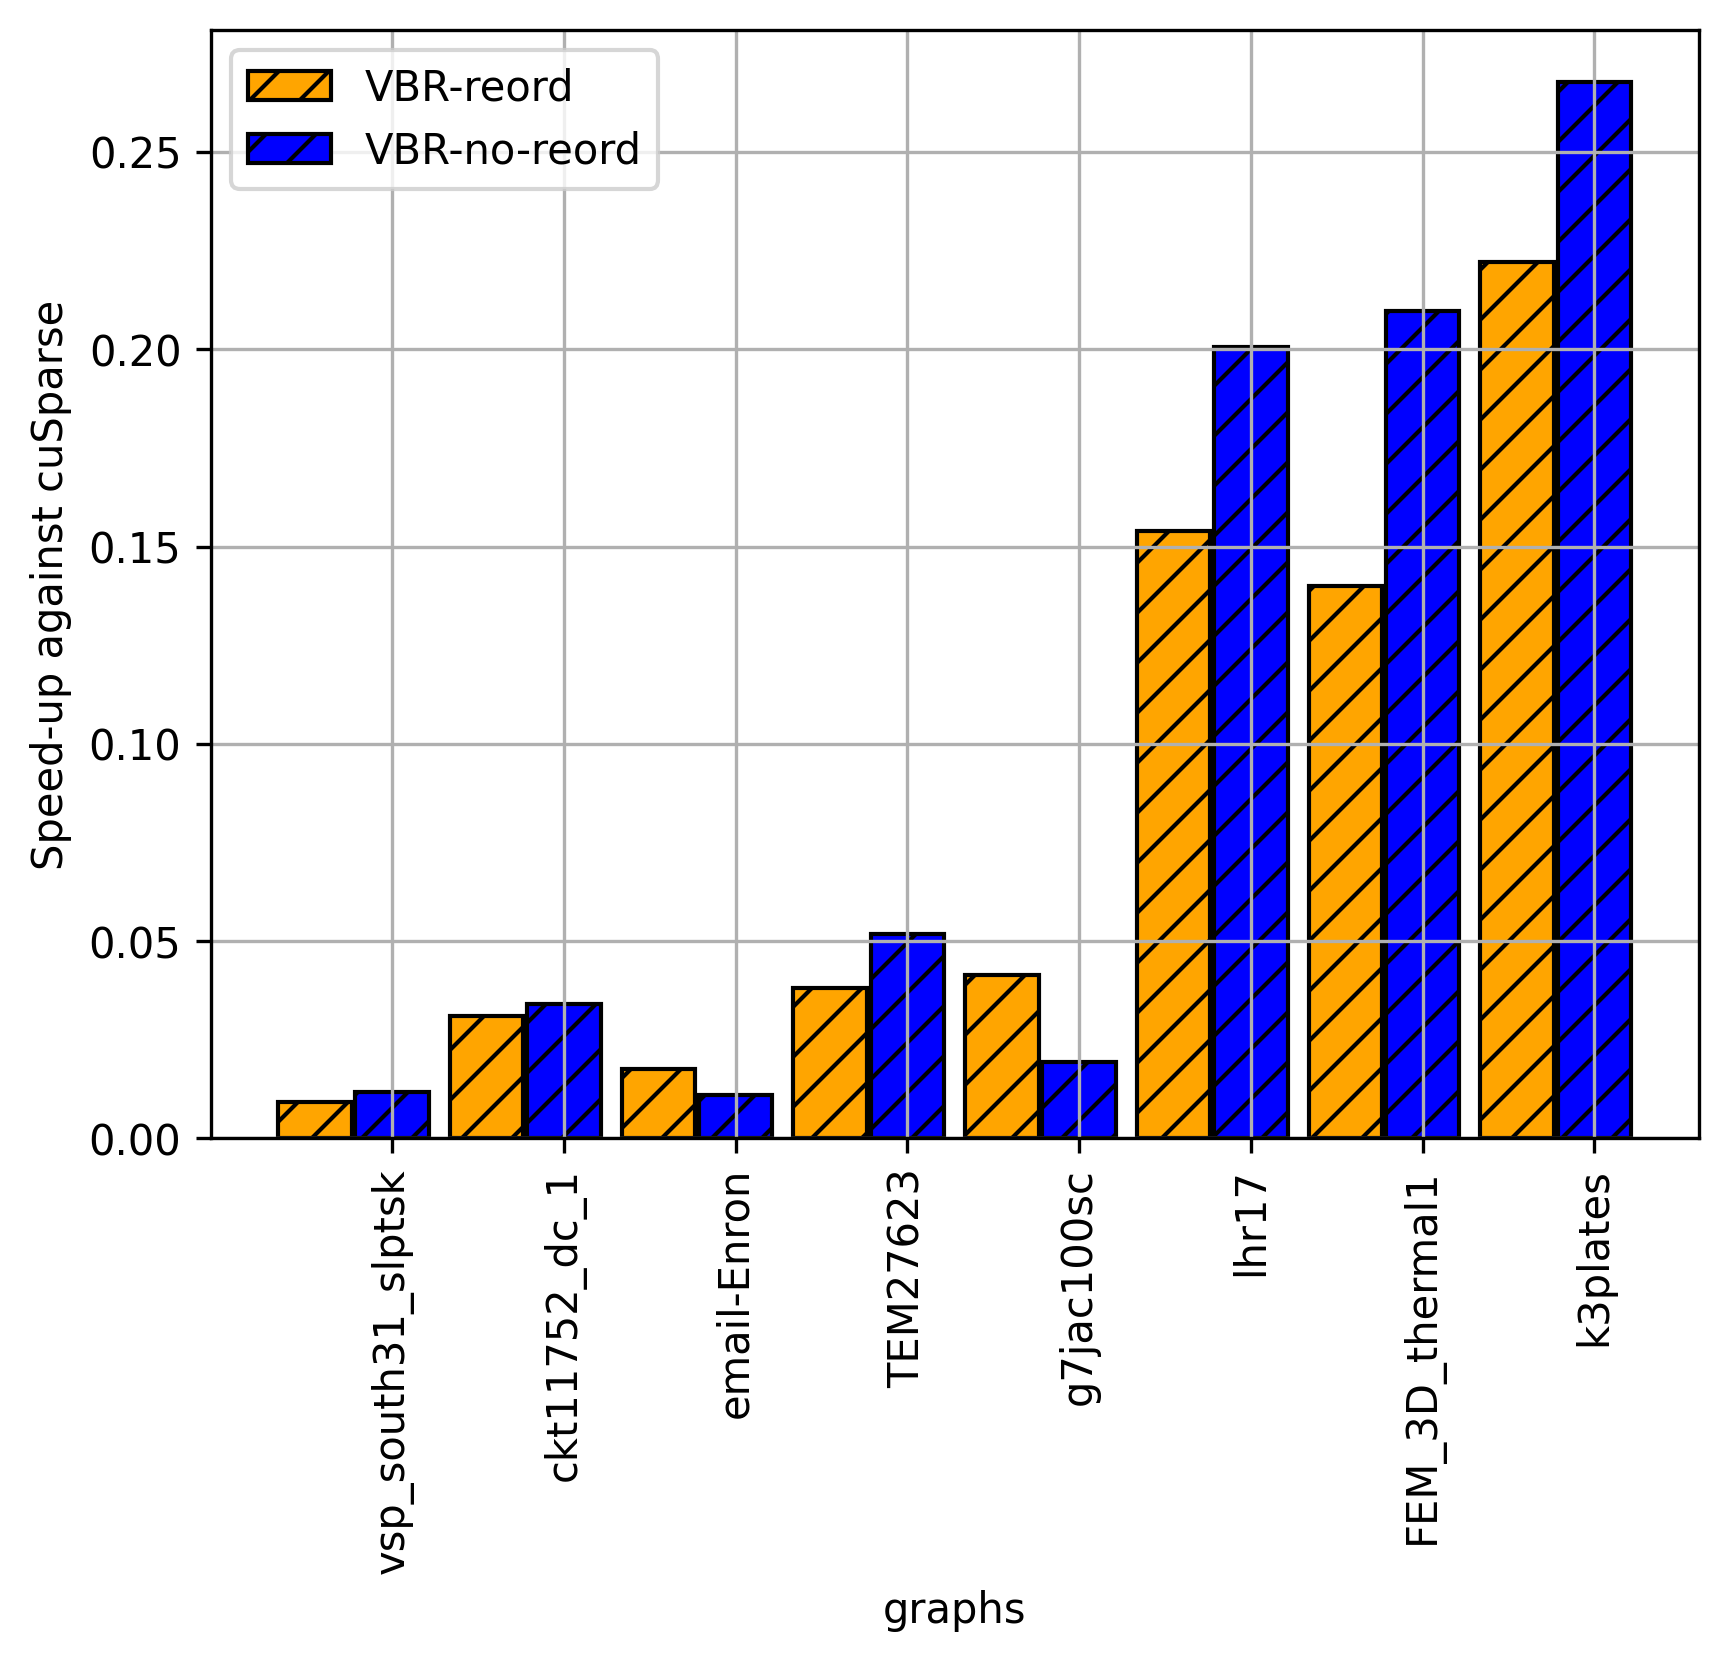 VBR-reord
VBR-no-reord
Speed-up against cuSparse
0.25
0.20
0.15
0.10
0.05
0.00
vsp_south31_slptsk
ckt11752_dc_1
email-Enron
TEM27623
g7jac100sc
lhr17
FEM_3D_thermal1
k3plates
graphs